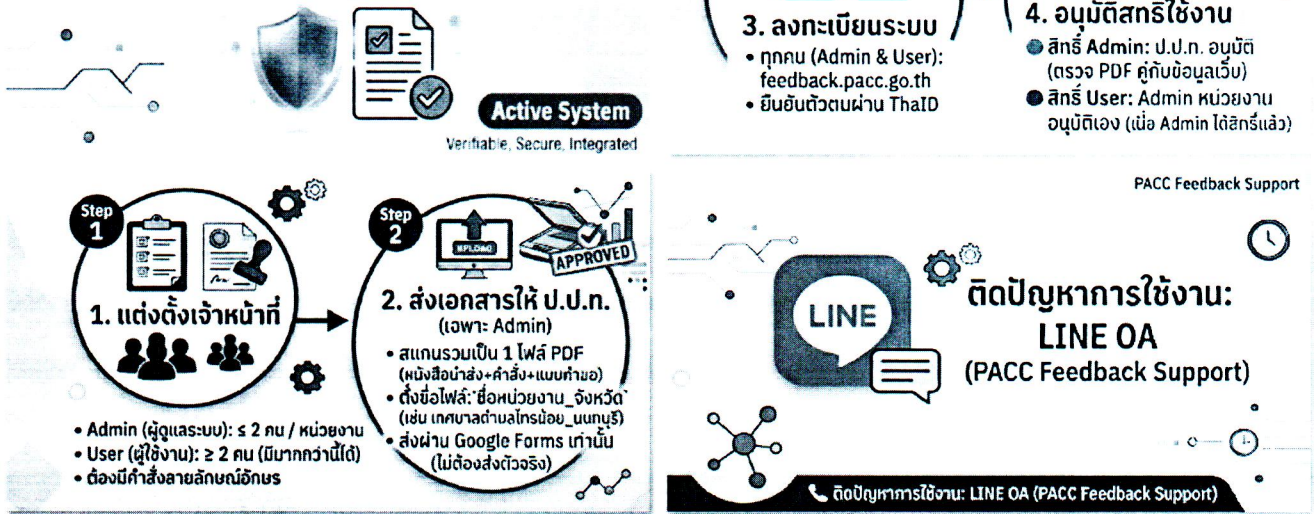 Active System
Verifiable, Secure, Integrated
Step
1
1. แต่งตั้งเจ้าหน้าที่
• Admin (ผู้ดูแลระบบ): ≤ 2 คน / หน่วยงาน
• User (ผู้ใช้งาน): ≥ 2 คน (มีมากกว่านี้ได้)
• ต้องมีคำสั่งลายลักษณ์อักษร
Step
2
UPLOAD
APPROVED
2. ส่งเอกสารให้ ป.ป.ท.
(เฉพาะ Admin)
• สแกนรวมเป็น 1 ไฟล์ PDF
(หนังสือนำส่ง+คำสั่ง+แบบคำขอ)
• ตั้งชื่อไฟล์: "ชื่อหน่วยงาน_จังหวัด"
(เช่น เทศบาลตำบลไทรน้อย_นนทบุรี)
• ส่งผ่าน Google Forms เท่านั้น
(ไม่ต้องส่งตัวจริง)
3. ลงทะเบียนระบบ
• ทุกคน (Admin & User):
feedback.pacc.go.th
• ยืนยันตัวตนผ่าน ThaID
4. อนุมัติสิทธิ์ใช้งาน
สิทธิ์ Admin: ป.ป.ท. อนุมัติ
(ตรวจ PDF คู่กับข้อมูลเว็บ)
สิทธิ์ User: Admin หน่วยงาน
อนุมัติเอง (เมื่อ Admin ได้สิทธิ์แล้ว)
PACC Feedback Support
LINE
ติดปัญหาการใช้งาน:
LINE OA
(PACC Feedback Support)
ติดปัญหาการใช้งาน: LINE OA (PACC Feedback Support)